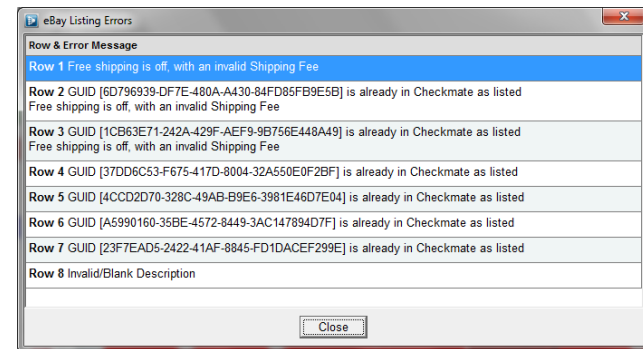 eBay Listing Errors
Row & Error Message
Row 1 Free shipping is off, with an invalid Shipping Fee
Row 2 GUID [6D796939-DF7E-480A-A430-84FD85FB9E5B] is already in Checkmate as listed
Free shipping is off, with an invalid Shipping Fee
Row 3 GUID [1CB63E71-242A-429F-AEF9-9B756E448A49] is already in Checkmate as listed
Free shipping is off, with an invalid Shipping Fee
Row 4 GUID [37DD6C53-F675-417D-8004-32A550E0F2BF] is already in Checkmate as listed
Row 5 GUID [4CCD2D70-328C-49AB-B9E6-3981E46D7E04] is already in Checkmate as listed
Row 6 GUID [A5990160-35BE-4572-8449-3AC147894D7F] is already in Checkmate as listed
Row 7 GUID [23F7EAD5-2422-41AF-8845-FD1DACEF299E] is already in Checkmate as listed
Row 8 Invalid/Blank Description
Close